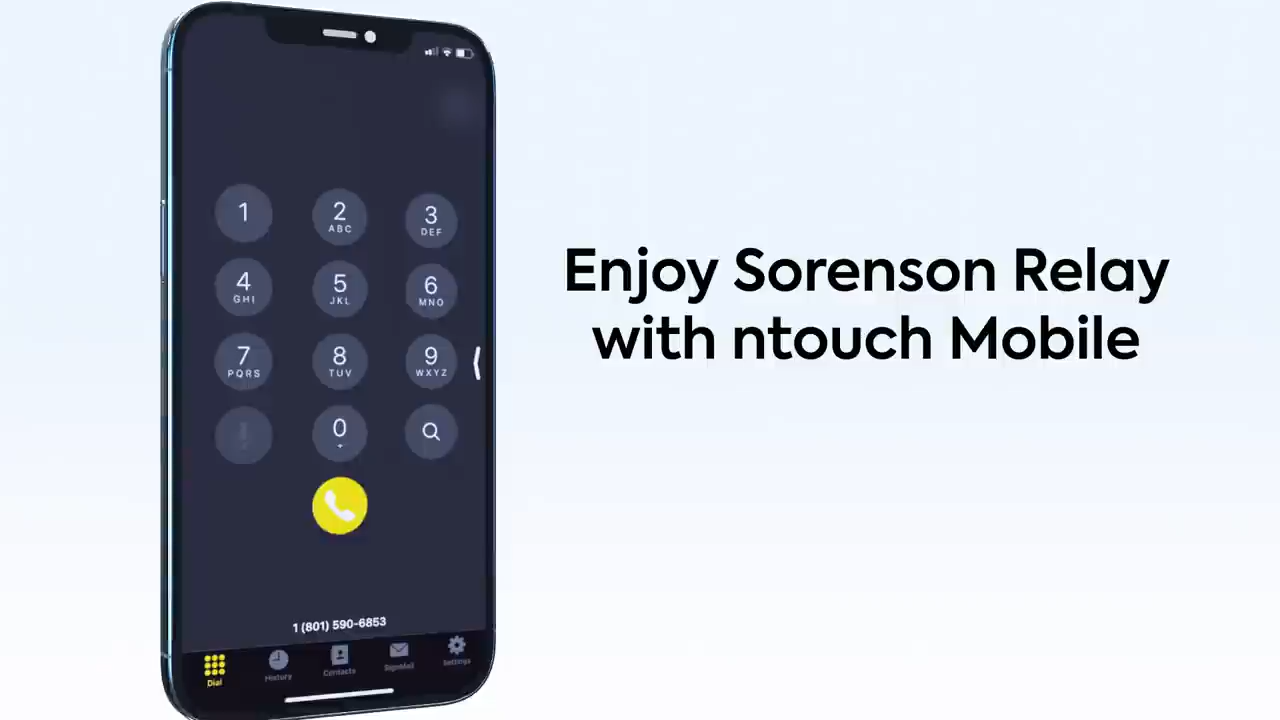 1
2
ABC
3
DEF
4
GHI
5
JKL
6
MNO
7
PQRS
8
TUV
9
WXYZ
0
+
Enjoy Sorenson Relay
with ntouch Mobile
1 (801) 590-6853
Dial
History
Contacts
SignMail
Settings